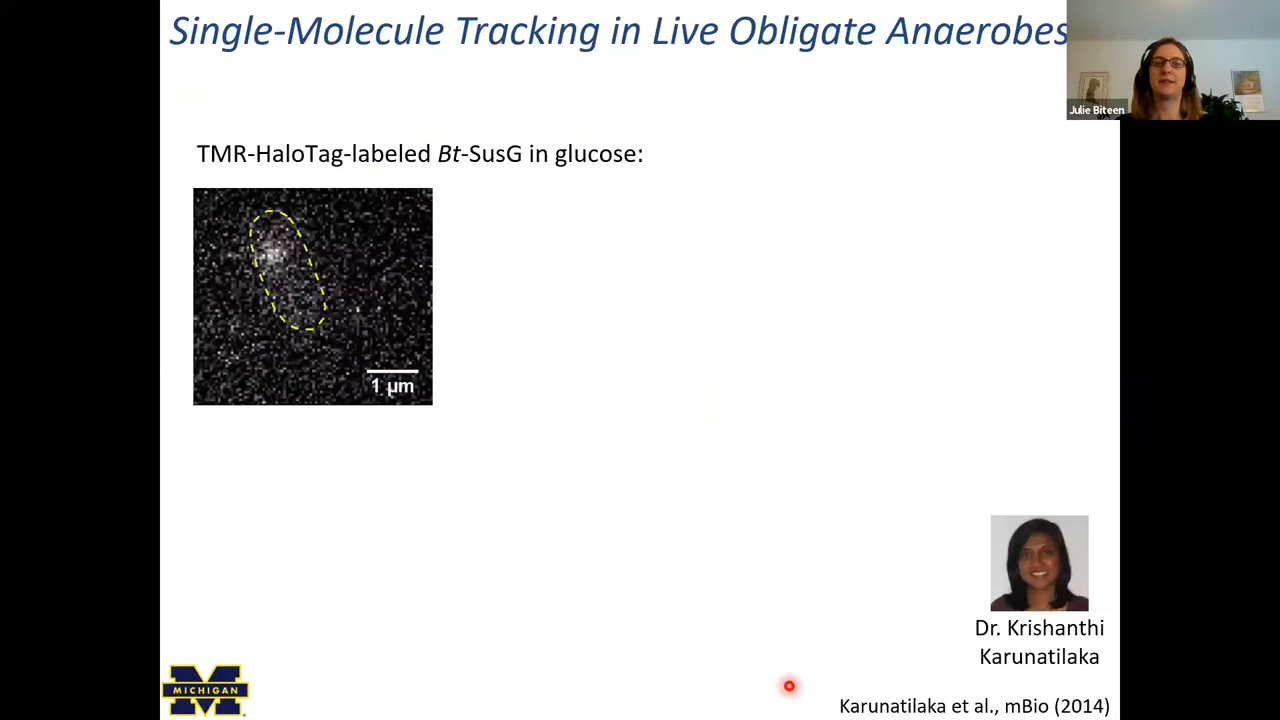 Single-Molecule Tracking in Live Obligate Anaerobes
Julie Biteen
TMR-HaloTag-labeled Bt-SusG in glucose:
1 μm
Dr. Krishanthi
Karunatilaka
MICHIGAN
Karunatilaka et al., mBio (2014)